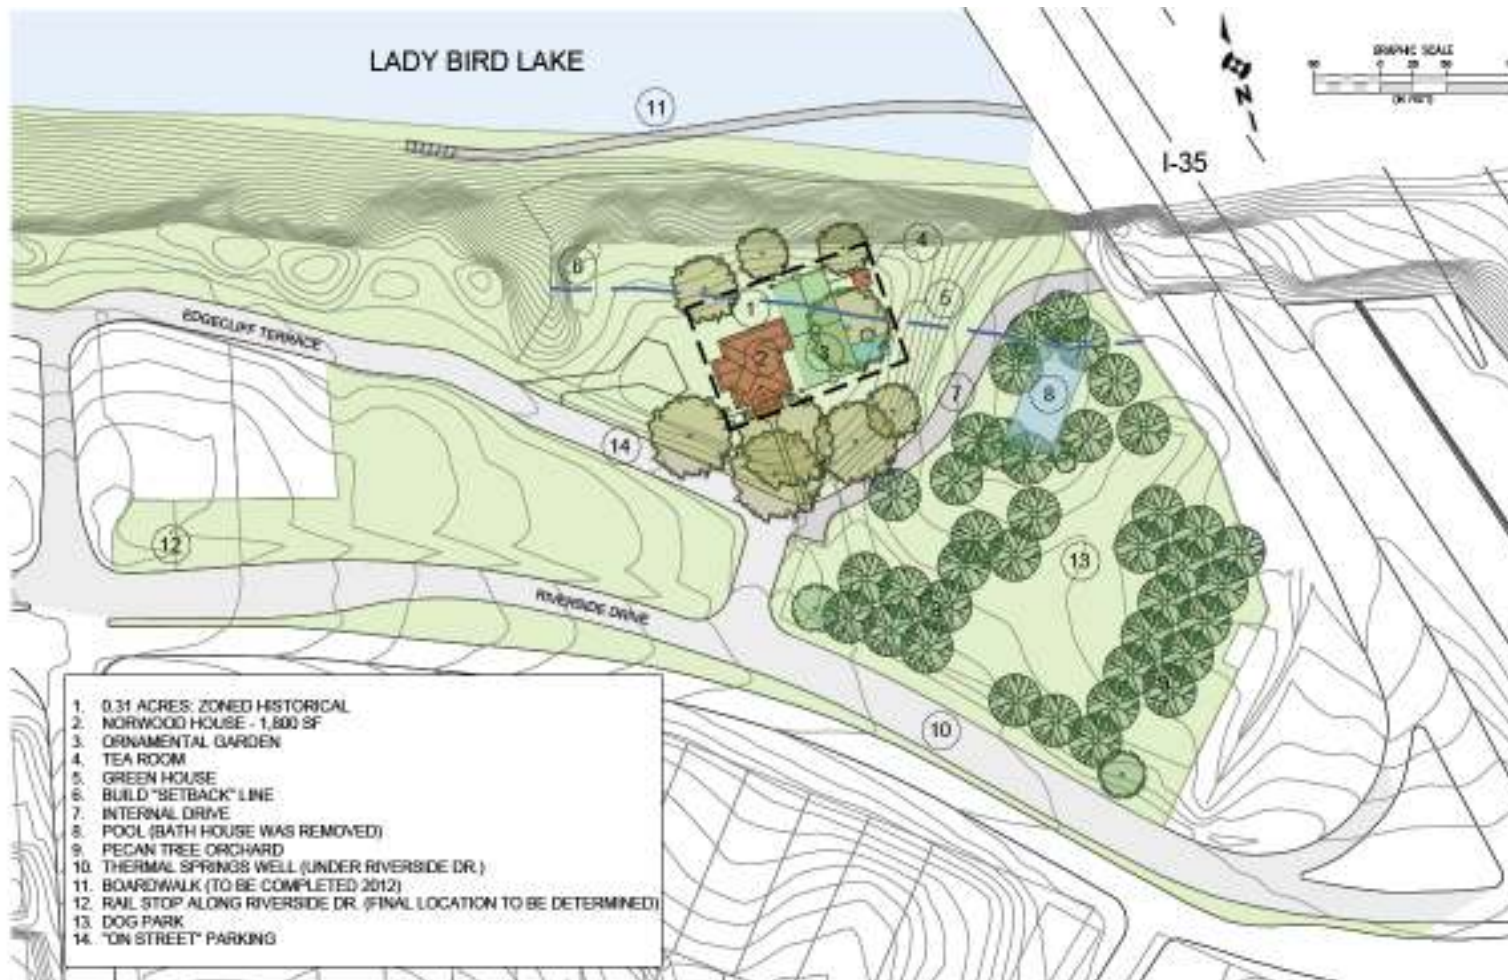 LADY BIRD LAKE
GRAPHIC SCALE
N
I-35
11
4
6
6
1
EDGECLIFF TERRACE
2
3
7
8
14
12
13
RIVERSIDE DRIVE
9
9
10
1. 0.31 ACRES: ZONED HISTORICAL
2. NORWOOD HOUSE - 1,800 SF
3. ORNAMENTAL GARDEN
4. TEA ROOM
5. GREEN HOUSE
6. BUILD "SETBACK" LINE
7. INTERNAL DRIVE
8. POOL (BATH HOUSE WAS REMOVED)
9. PECAN TREE ORCHARD
10. THERMAL SPRINGS WELL (UNDER RIVERSIDE DR.)
11. BOARDWALK (TO BE COMPLETED 2012)
12. RAIL STOP ALONG RIVERSIDE DR. (FINAL LOCATION TO BE DETERMINED)
13. DOG PARK
14. "ON STREET" PARKING